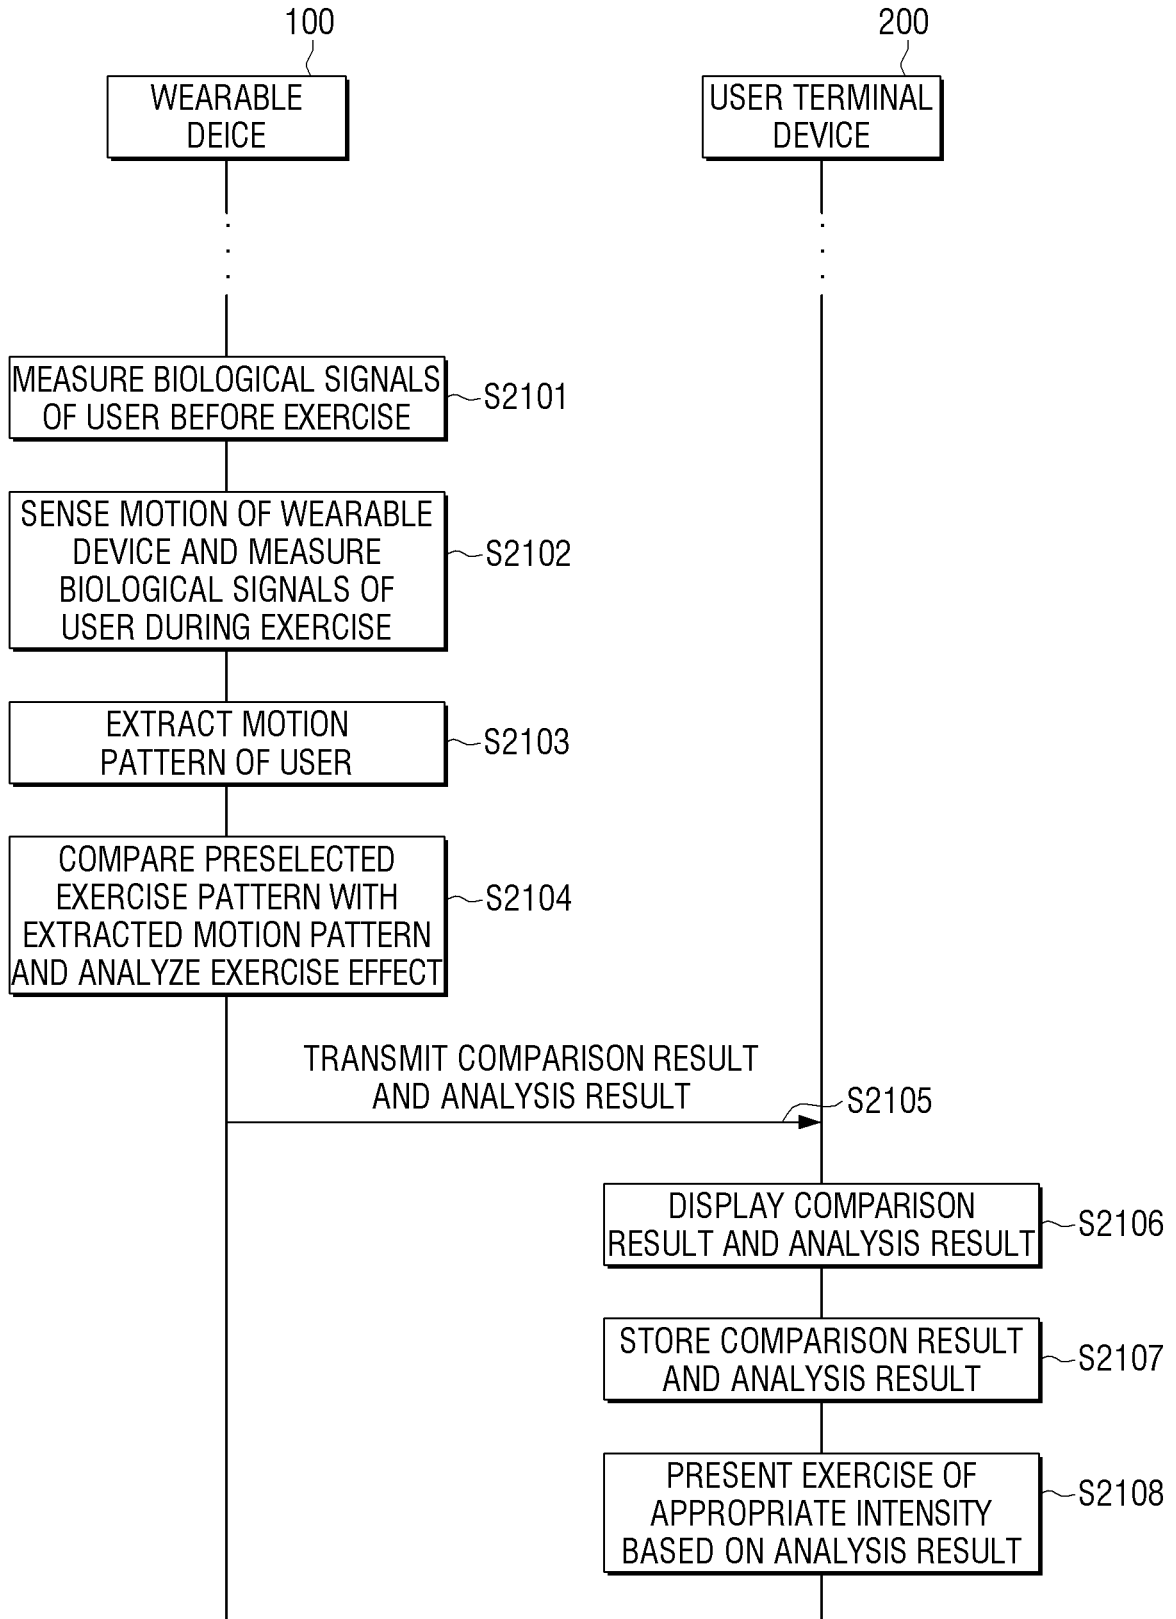 100
200
WEARABLE
DEICE
USER TERMINAL
DEVICE
MEASURE BIOLOGICAL SIGNALS
OF USER BEFORE EXERCISE
S2101
SENSE MOTION OF WEARABLE
DEVICE AND MEASURE
BIOLOGICAL SIGNALS OF
USER DURING EXERCISE
S2102
EXTRACT MOTION
PATTERN OF USER
S2103
COMPARE PRESELECTED
EXERCISE PATTERN WITH
EXTRACTED MOTION PATTERN
AND ANALYZE EXERCISE EFFECT
S2104
TRANSMIT COMPARISON RESULT
AND ANALYSIS RESULT
S2105
DISPLAY COMPARISON
RESULT AND ANALYSIS RESULT
S2106
STORE COMPARISON RESULT
AND ANALYSIS RESULT
S2107
PRESENT EXERCISE OF
APPROPRIATE INTENSITY
BASED ON ANALYSIS RESULT
S2108